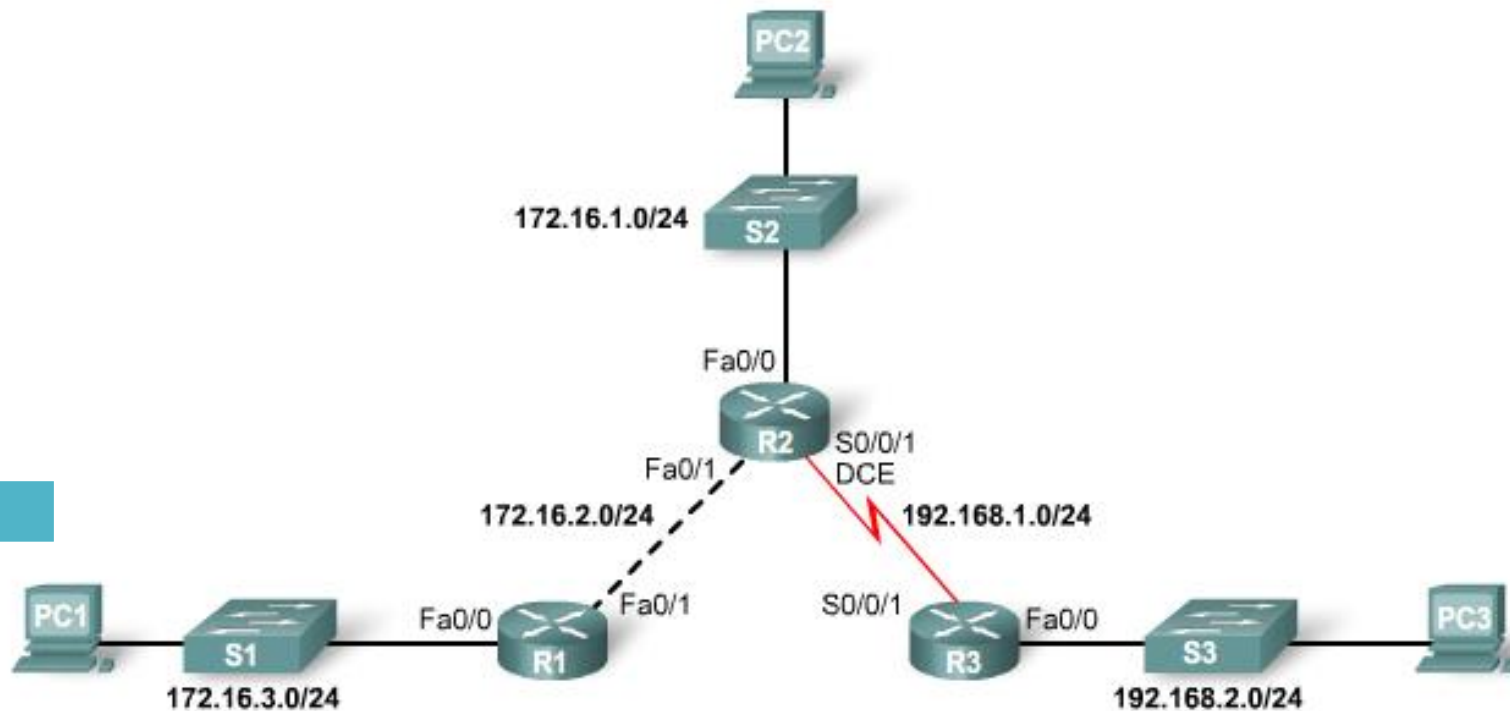 PC2
172.16.1.0/24
S2
Fa0/0
R2
S0/0/1
DCE
Fa0/1
172.16.2.0/24
192.168.1.0/24
PC1
S1
Fa0/0
Fa0/1
R1
172.16.3.0/24
S0/0/1
R3
Fa0/0
S3
PC3
192.168.2.0/24